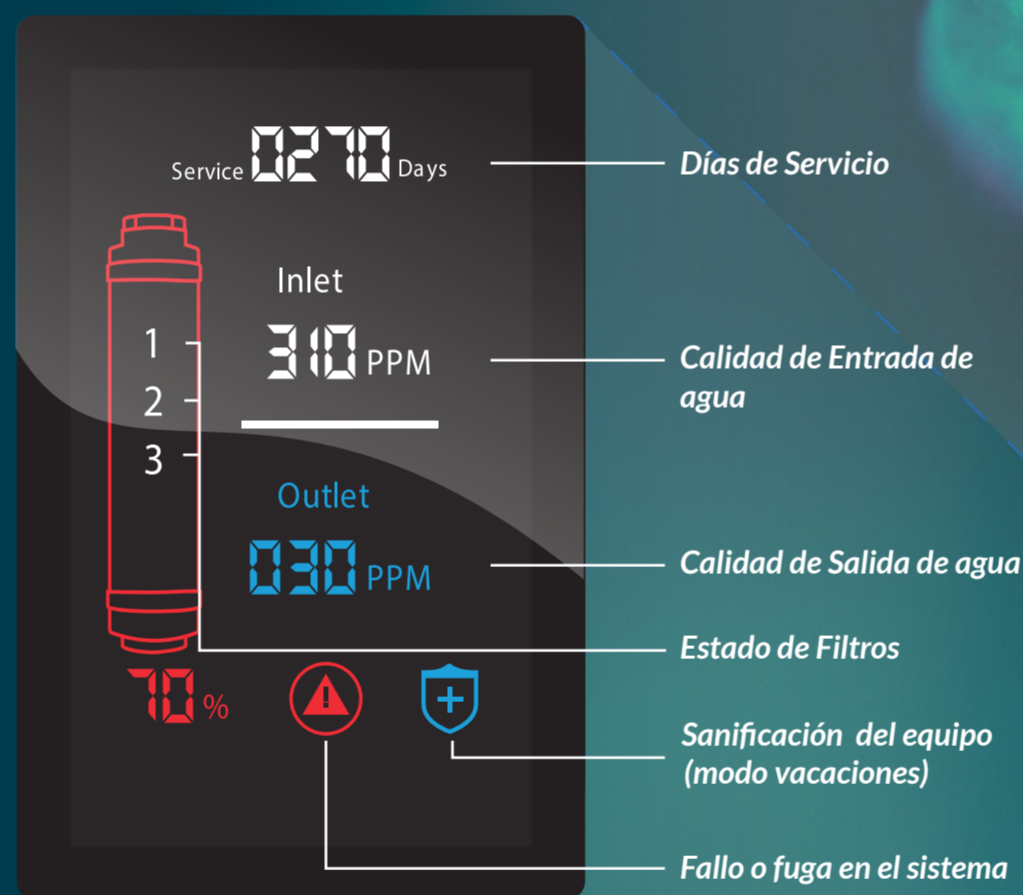 Service 0270 Days
Días de Servicio
Inlet
310 PPM
Calidad de Entrada de
agua
1
2
3
Outlet
030 PPM
Calidad de Salida de agua
Estado de Filtros
70 %
Sanificación del equipo
(modo vacaciones)
Fallo o fuga en el sistema